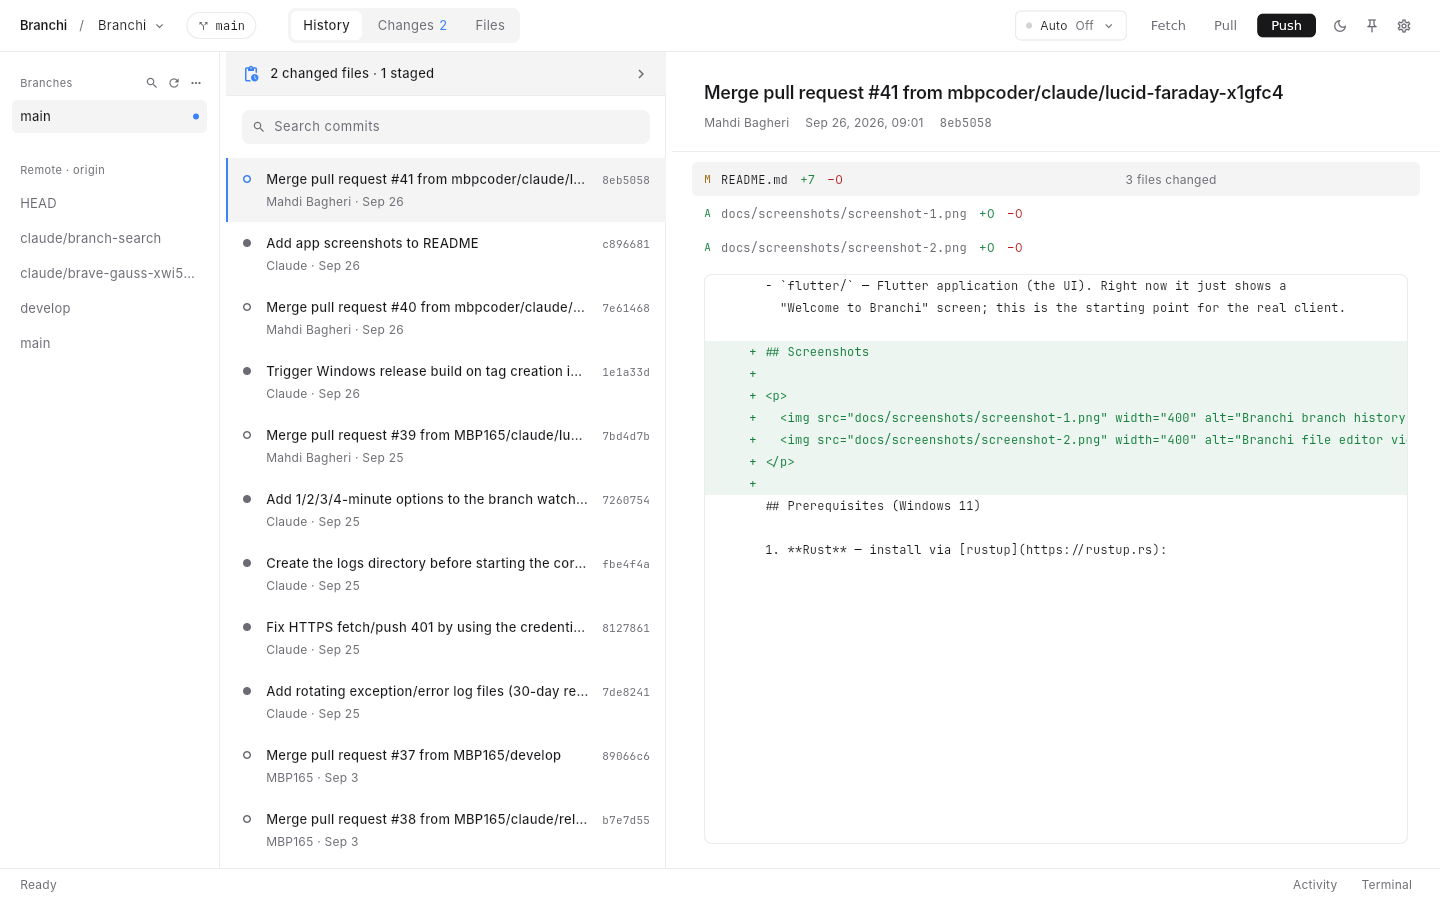 Branchi / Branchi main History Changes 2 Files Auto Off Fetch Pull Push
Branches
main
Remote · origin
HEAD
claude/branch-search
claude/brave-gauss-xwi5...
develop
main
2 changed files · 1 staged
Search commits
Merge pull request #41 from mbpcoder/claude/l... 8eb5058
Mahdi Bagheri · Sep 26
Add app screenshots to README c896681
Claude · Sep 26
Merge pull request #40 from mbpcoder/claude/... 7e61468
Mahdi Bagheri · Sep 26
Trigger Windows release build on tag creation i... 1e1a33d
Claude · Sep 26
Merge pull request #39 from MBP165/claude/lu... 7bd4d7b
Mahdi Bagheri · Sep 25
Add 1/2/3/4-minute options to the branch watch... 7260754
Claude · Sep 25
Create the logs directory before starting the cor... fbe4f4a
Claude · Sep 25
Fix HTTPS fetch/push 401 by using the credenti... 8127861
Claude · Sep 25
Add rotating exception/error log files (30-day re... 7de8241
Claude · Sep 25
Merge pull request #37 from MBP165/develop 89066c6
MBP165 · Sep 3
Merge pull request #38 from MBP165/claude/rel... b7e7d55
MBP165 · Sep 3
Merge pull request #41 from mbpcoder/claude/lucid-faraday-x1gfc4
Mahdi Bagheri Sep 26, 2026, 09:01 8eb5058
M README.md +7 −0 3 files changed
A docs/screenshots/screenshot-1.png +0 −0
A docs/screenshots/screenshot-2.png +0 −0
- `flutter/` — Flutter application (the UI). Right now it just shows a
"Welcome to Branchi" screen; this is the starting point for the real client.
+ ## Screenshots
+
+ <p>
+ <img src="docs/screenshots/screenshot-1.png" width="400" alt="Branchi branch history
+ <img src="docs/screenshots/screenshot-2.png" width="400" alt="Branchi file editor vi
+ </p>
+
## Prerequisites (Windows 11)
1. **Rust** — install via [rustup](https://rustup.rs):
Ready Activity Terminal